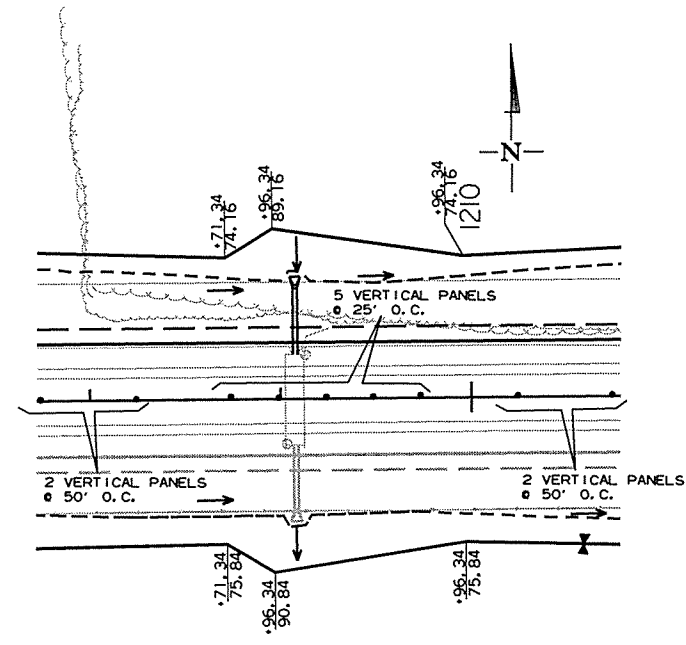 +96.34
89.16
+96.34
74.16
1210
+71.34
74.16
N
5 VERTICAL PANELS
@ 25' O.C.
2 VERTICAL PANELS
@ 50' O.C.
2 VERTICAL PANELS
@ 50' O.C.
+71.34
75.84
+96.34
90.84
+96.34
75.84